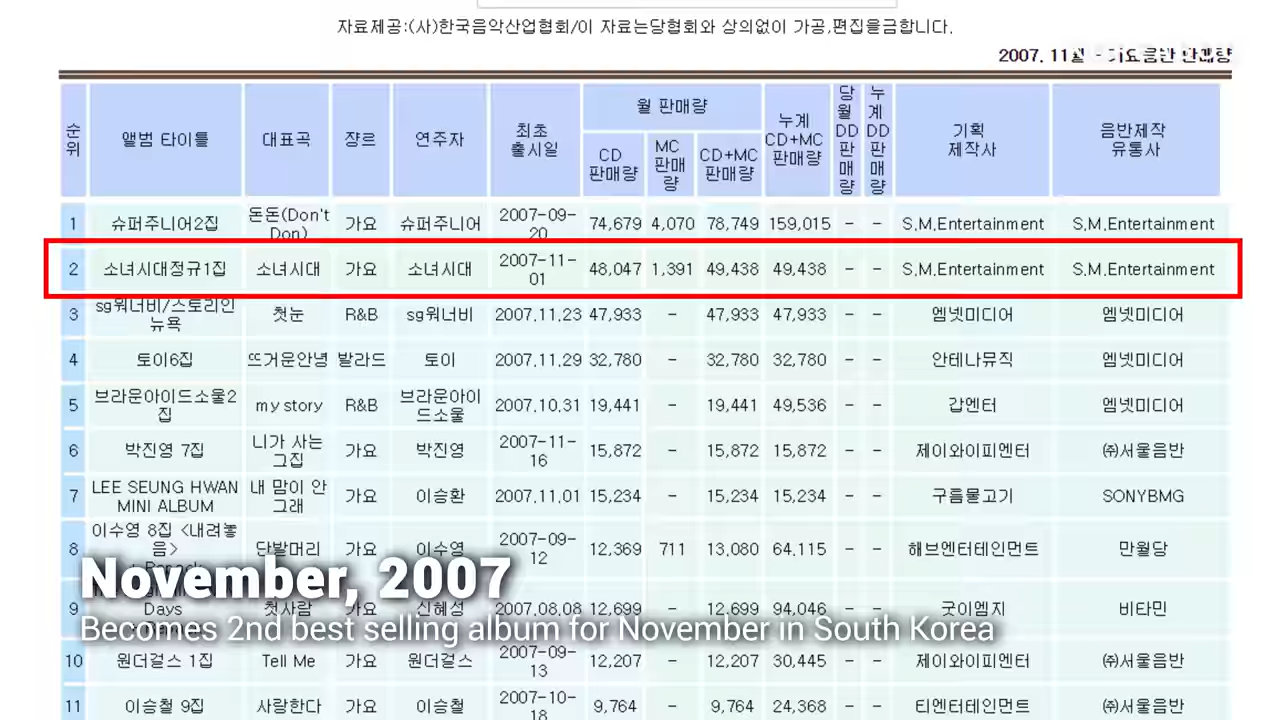 자료제공:(사)한국음악산업협회/이 자료는당협회와 상의없이 가공,편집을금합니다.
2007. 11월 - 가요음반 판매량
순위 앨범 타이틀 대표곡 쟝르 연주자 최초 출시일 월 판매량 CD 판매량 MC 판매량 CD+MC 판매량 누계 CD+MC 판매량 당월 DD 판매량 누계 DD 판매량 기획 제작사 음반제작 유통사
1 슈퍼주니어2집 돈돈(Don't Don) 가요 슈퍼주니어 2007-09-20 74,679 4,070 78,749 159,015 - - S.M.Entertainment S.M.Entertainment
2 소녀시대정규1집 소녀시대 가요 소녀시대 2007-11-01 48,047 1,391 49,438 49,438 - - S.M.Entertainment S.M.Entertainment
3 sg워너비/스토리인 뉴욕 첫눈 R&B sg워너비 2007.11.23 47,933 - 47,933 47,933 - - 엠넷미디어 엠넷미디어
4 토이6집 뜨거운안녕 발라드 토이 2007.11.29 32,780 - 32,780 32,780 - - 안테나뮤직 엠넷미디어
5 브라운아이드소울2집 my story R&B 브라운아이드소울 2007.10.31 19,441 - 19,441 49,536 - - 갑엔터 엠넷미디어
6 박진영 7집 니가 사는 그집 가요 박진영 2007-11-16 15,872 - 15,872 15,872 - - 제이와이피엔터 ㈜서울음반
7 LEE SEUNG HWAN MINI ALBUM 내 맘이 안 그래 가요 이승환 2007.11.01 15,234 - 15,234 15,234 - - 구름물고기 SONYBMG
8 이수영 8집 <내려놓음> 단발머리 가요 이수영 2007-09-12 12,369 711 13,080 64,115 - - 해브엔터테인먼트 만월당
9 Days 첫사람 가요 신혜성 2007.08.08 12,699 - 12,699 94,046 - - 굿이엠지 비타민
10 원더걸스 1집 Tell Me 가요 원더걸스 2007-09-13 12,207 - 12,207 30,445 - - 제이와이피엔터 ㈜서울음반
11 이승철 9집 사랑한다 가요 이승철 2007-10-18 9,764 - 9,764 24,368 - - 티엔터테인먼트 ㈜서울음반
November, 2007
Becomes 2nd best selling album for November in South Korea